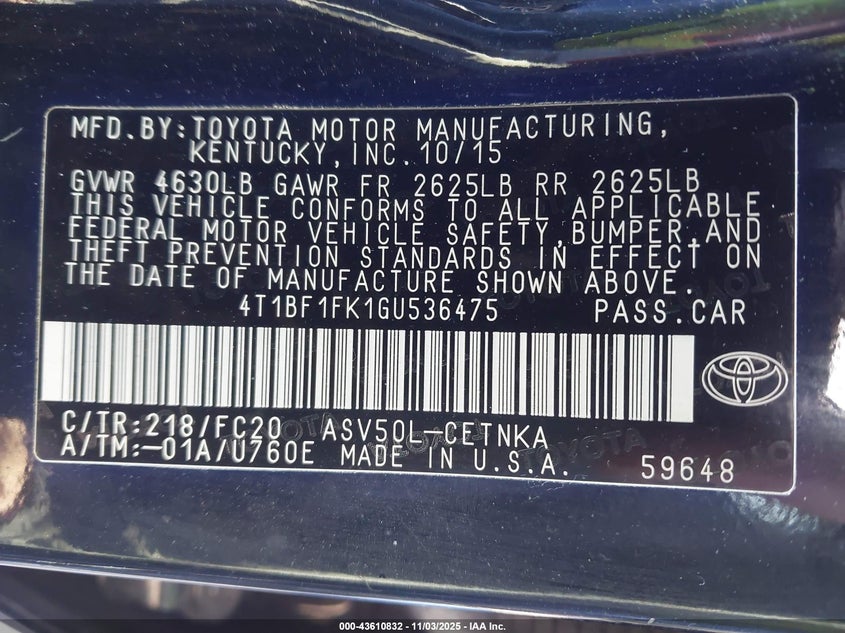 MFD.BY:TOYOTA MOTOR MANUFACTURING,
KENTUCKY,INC.10/15
GVWR 4630LB GAWR FR 2625LB RR 2625LB
THIS VEHICLE CONFORMS TO ALL APPLICABLE
FEDERAL MOTOR VEHICLE SAFETY,BUMPER,AND
THEFT PREVENTION STANDARDS IN EFFECT ON
THE DATE OF MANUFACTURE SHOWN ABOVE.
4T1BF1FK1GU536475 PASS.CAR
C/TR:218/FC20 ASV50L-CETNKA
A/TM:-01A/U760E MADE IN U.S.A. 59648
000-43610832 - 11/03/2025 - IAA Inc.